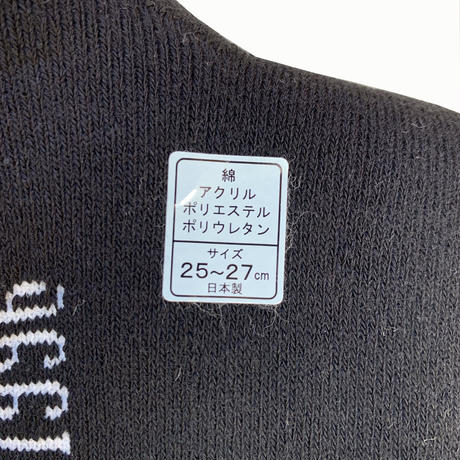 綿
アクリル
ポリエステル
ポリウレタン
サイズ
25~27cm
日本製